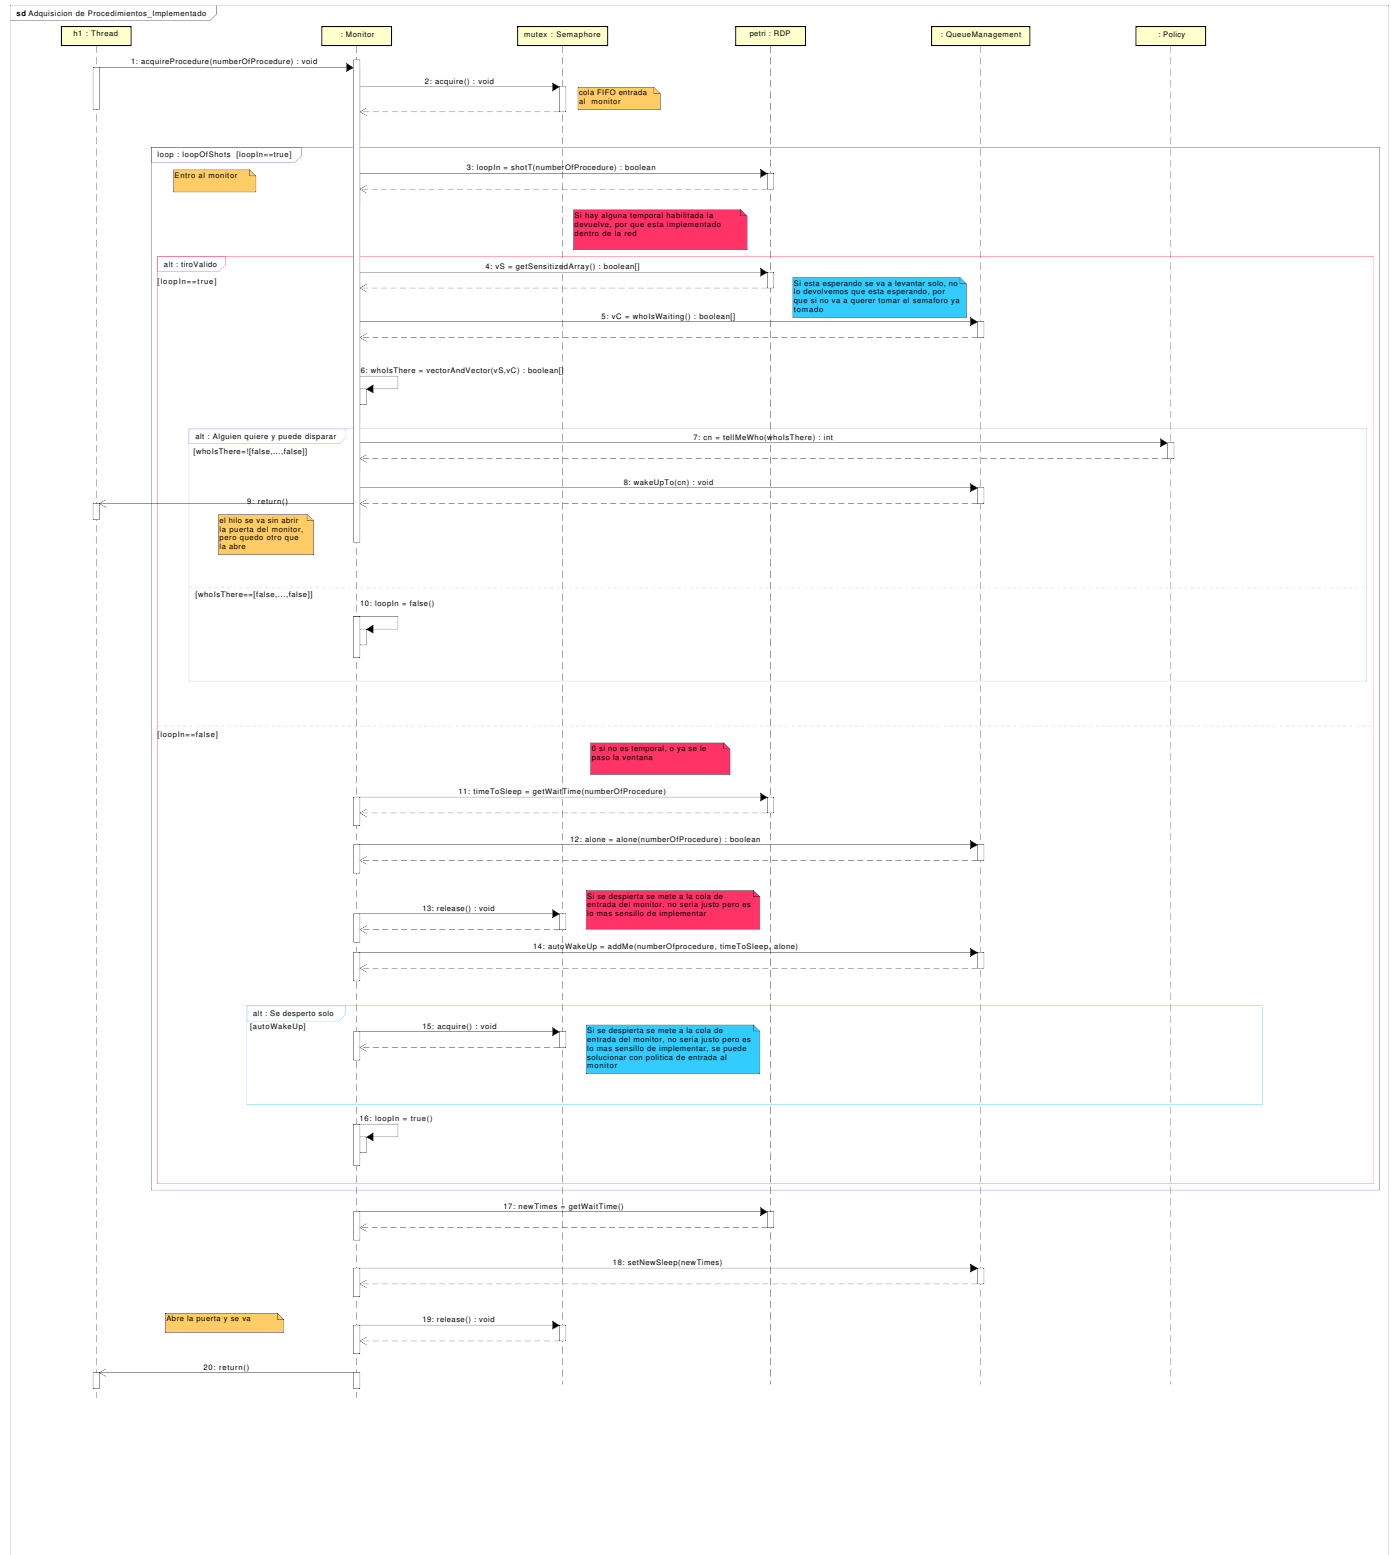 sd Adquisicion de Procedimientos_Implementado
h1 : Thread
: Monitor
mutex : Semaphore
petri : RDP
: QueueManagement
: Policy
1: acquireProcedure(numberOfProcedure) : void
2: acquire() : void
cola FIFO entrada
al monitor
loop : loopOfShots [loopIn==true]
3: loopIn = shotT(numberOfProcedure) : boolean
Entro al monitor
Si hay alguna temporal habilitada la
devuelve, por que esta implementado
dentro de la red
alt : tiroValido
[loopIn==true]
4: vS = getSensitizedArray() : boolean[]
Si esta esperando se va a levantar solo, no
lo devolvemos que esta esperando, por
que si no va a querer tomar el semaforo ya
tomado
5: vC = whoIsWaiting() : boolean[]
6: whoIsThere = vectorAndVector(vS,vC) : boolean[]
alt : Alguien quiere y puede disparar
[whoIsThere=![false,...,false]]
7: cn = tellMeWho(whoIsThere) : int
8: wakeUpTo(cn) : void
9: return()
el hilo se va sin abrir
la puerta del monitor,
pero quedo otro que
la abre
[whoIsThere==[false,...,false]]
10: loopIn = false()
[loopIn==false]
0 si no es temporal, o ya se le
paso la ventana
11: timeToSleep = getWaitTime(numberOfProcedure)
12: alone = alone(numberOfProcedure) : boolean
Si se despierta se mete a la cola de
entrada del monitor, no seria justo pero es
lo mas sensillo de implementar
13: release() : void
14: autoWakeUp = addMe(numberOfprocedure, timeToSleep, alone)
alt : Se desperto solo
[autoWakeUp]
15: acquire() : void
Si se despierta se mete a la cola de
entrada del monitor, no seria justo pero es
lo mas sensillo de implementar, se puede
solucionar con politica de entrada al
monitor
16: loopIn = true()
17: newTimes = getWaitTime()
18: setNewSleep(newTimes)
Abre la puerta y se va
19: release() : void
20: return()